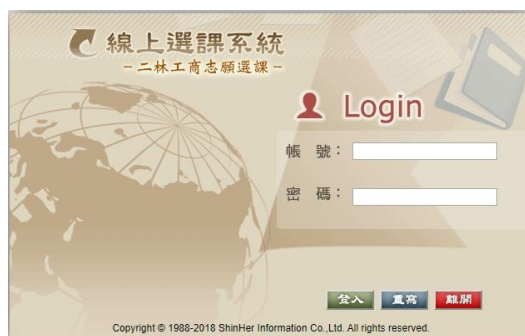 線上選課系統
－二林工商志願選課－
Login
帳 號：
密 碼：
登入 重寫 離開
Copyright © 1988-2018 ShinHer Information Co.,Ltd. All rights reserved.